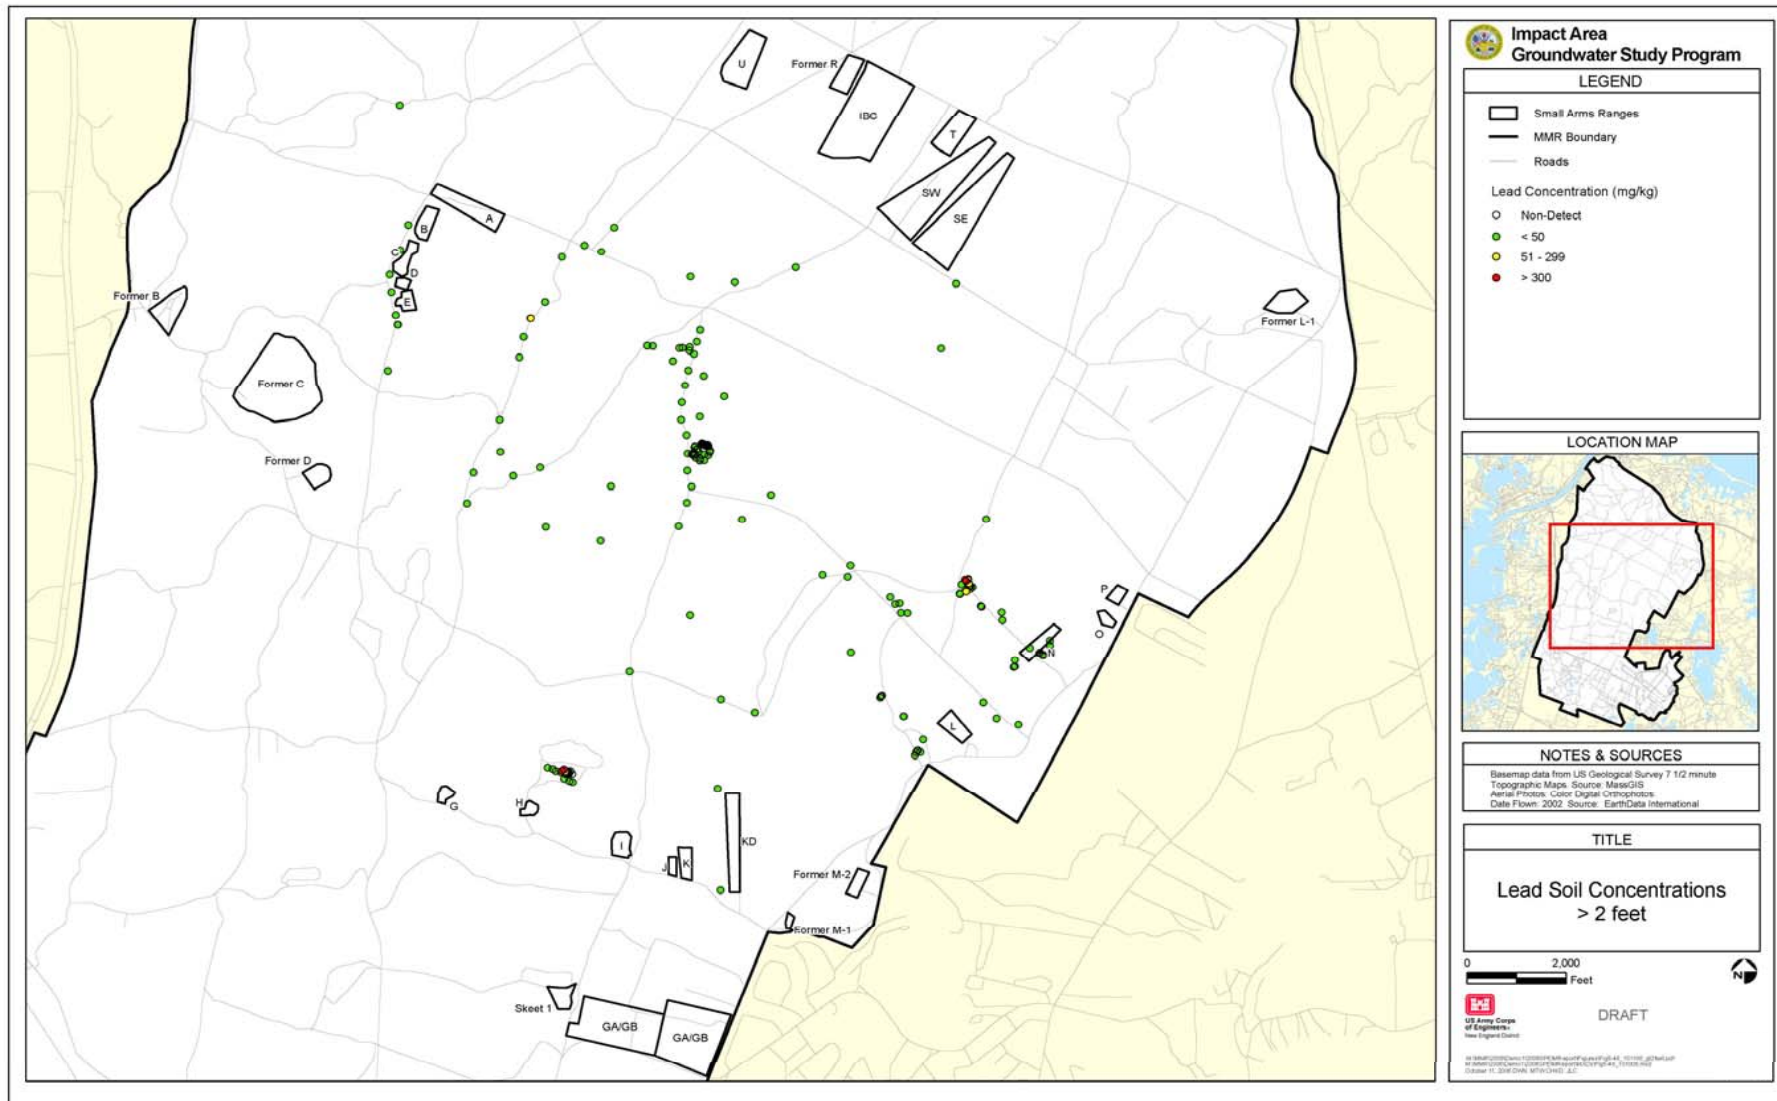 U
Former R
IBC
T
SW
SE
A
B
C
D
E
Former B
Former C
Former D
Former L-1
P
O
N
L
G
H
I
J
K
KD
Former M-2
Former M-1
Skeet 1
GA/GB
GA/GB
Impact Area
Groundwater Study Program
LEGEND
Small Arms Ranges
MMR Boundary
Roads
Lead Concentration (mg/kg)
Non-Detect
< 50
51 - 299
> 300
LOCATION MAP
NOTES & SOURCES
Basemap data from US Geological Survey 7 1/2 minute
Topographic Maps. Source: MassGIS
Aerial Photos: Color Digital Orthophotos.
Date Flown: 2002 Source: EarthData International
TITLE
Lead Soil Concentrations
> 2 feet
0 2,000
Feet
N
US Army Corps
of Engineers
New England District
DRAFT